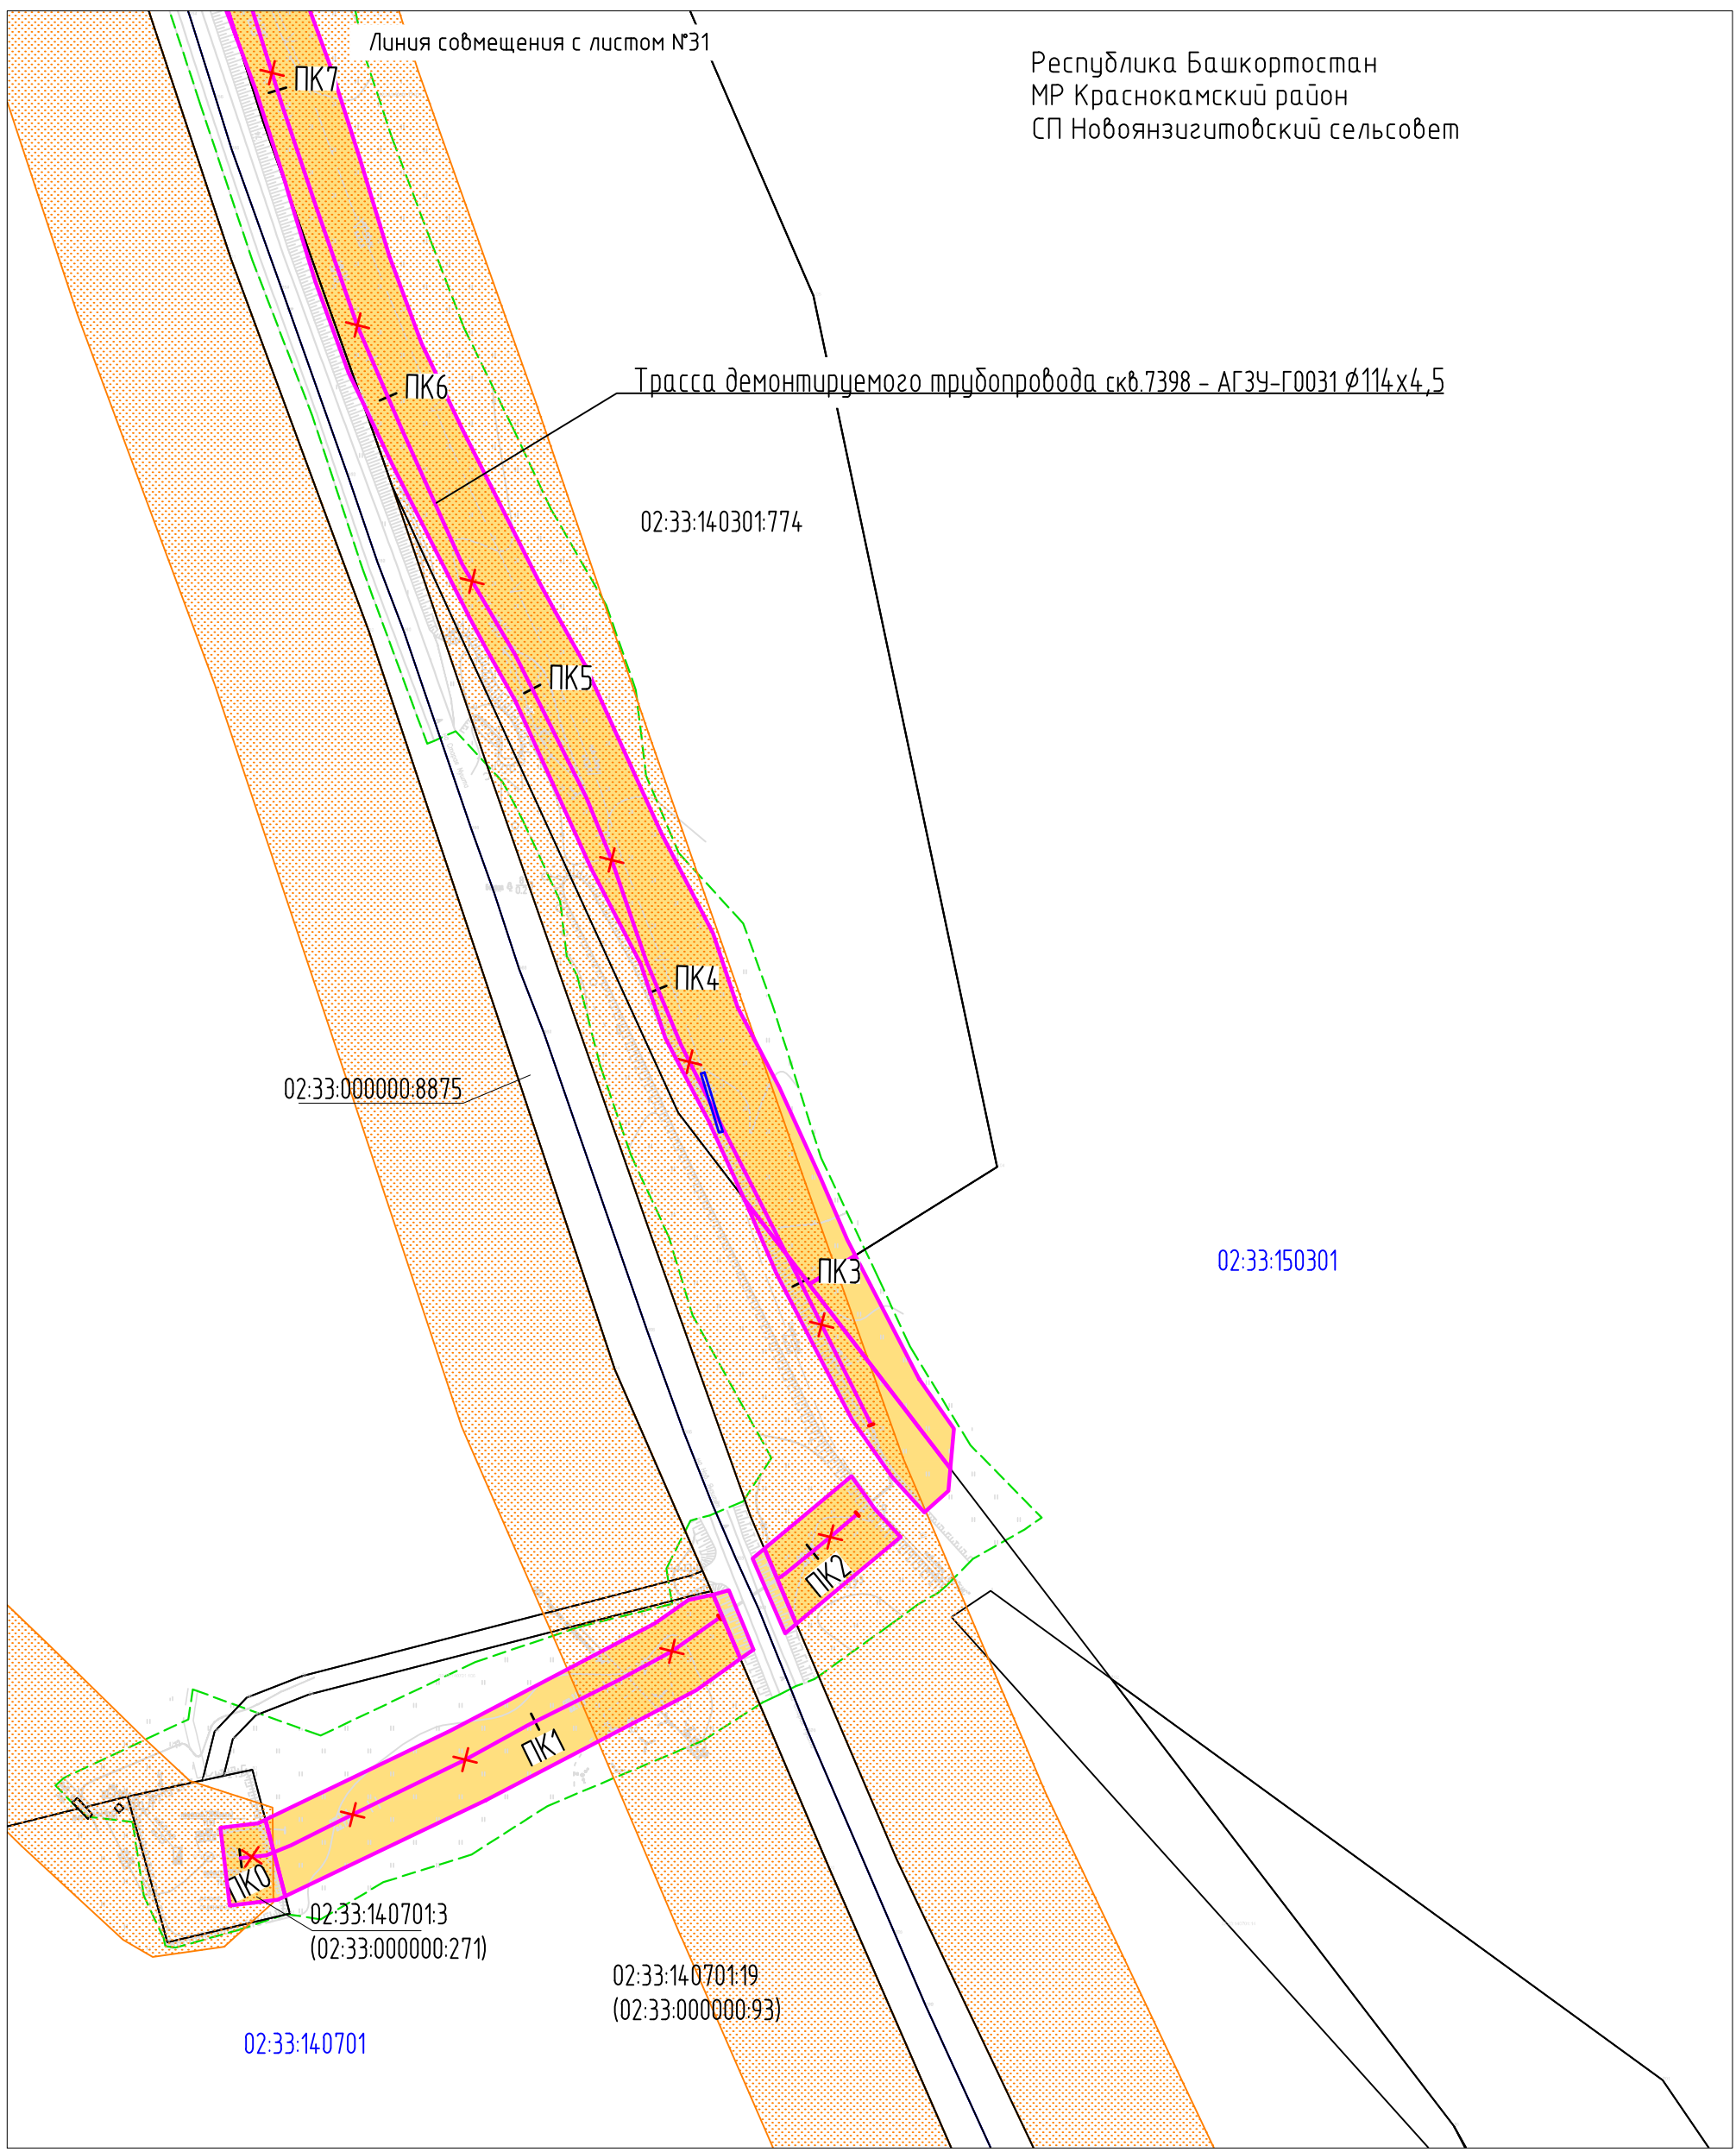 Линия совмещения с листом №31
Республика Башкортостан
МР Краснокамский район
СП Новоянзигитовский сельсовет
ПК7
ПК6
Трасса демонтируемого трубопровода скв.7398 - АГЗУ-Г0031 Ø114х4,5
02:33:140301:774
ПК5
ПК4
02:33:000000:8875
02:33:150301
ПК3
ПК2
ПК1
ПК0
02:33:140701:3
(02:33:000000:271)
02:33:140701:19
(02:33:000000:93)
02:33:140701